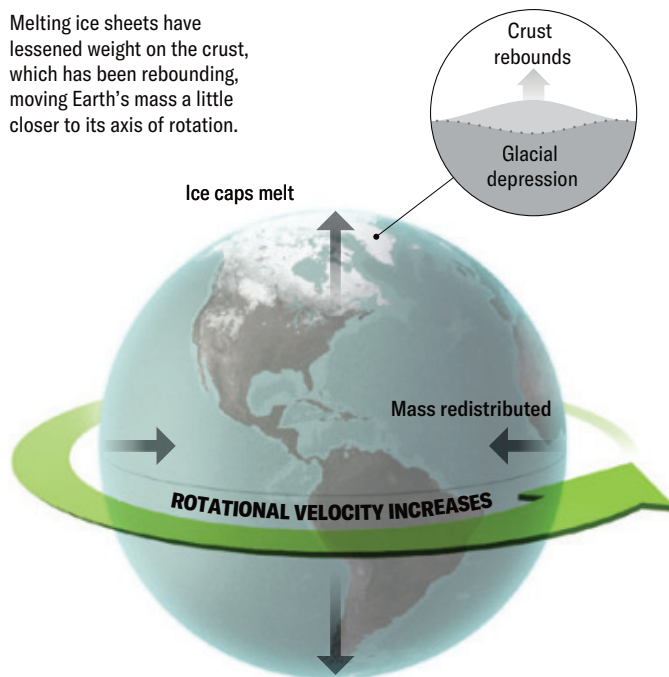 Melting ice sheets have
lessened weight on the crust,
which has been rebounding,
moving Earth's mass a little
closer to its axis of rotation.
Crust
rebounds
Glacial
depression
Ice caps melt
Mass redistributed
ROTATIONAL VELOCITY INCREASES